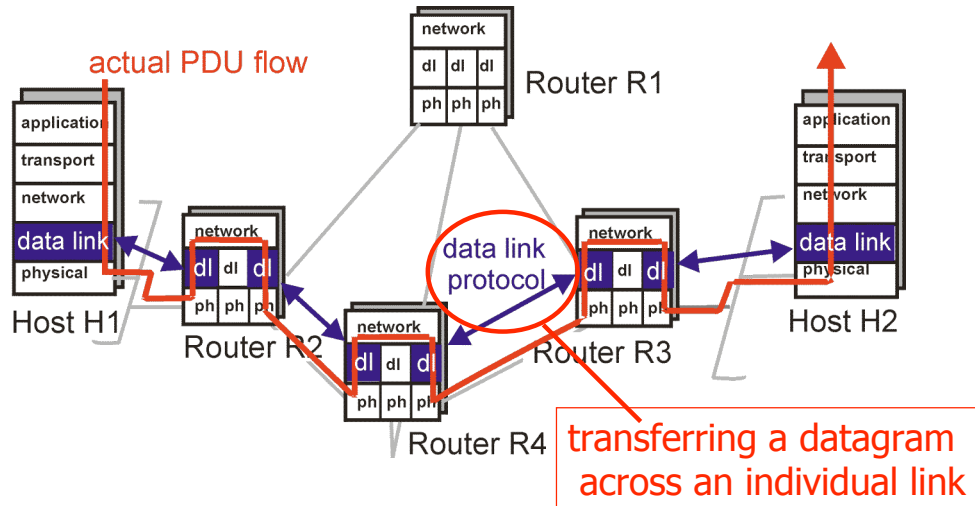 actual PDU flow
network
dl dl dl
ph ph ph
Router R1
application
transport
network
data link
physical
Host H1
network
dl dl dl
ph ph ph
Router R2
data link
protocol
network
dl dl dl
ph ph ph
Router R4
network
dl dl dl
ph ph ph
Router R3
application
transport
network
data link
physical
Host H2
transferring a datagram
across an individual link